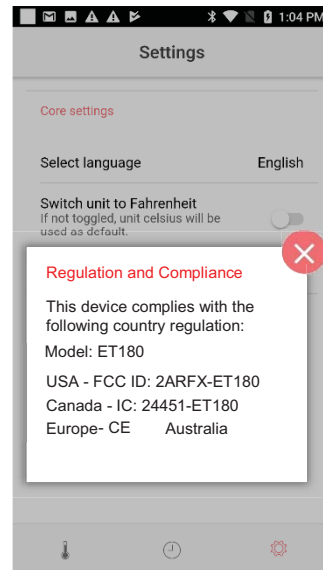 1:04 PM
Settings
Core settings
Select language English
Switch unit to Fahrenheit
If not toggled, unit celsius will be
used as default.
Regulation and Compliance
This device complies with the
following country regulation:
Model: ET180
USA - FCC ID: 2ARFX-ET180
Canada - IC: 24451-ET180
Europe- CE Australia